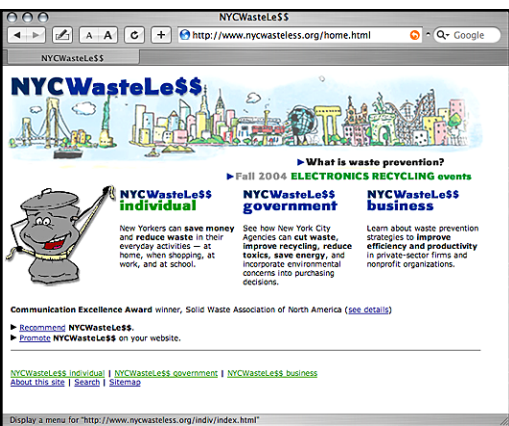 NYCWasteLe$$
A A
C
+
http://www.nycwasteless.org/home.html
Q- Google
NYCWasteLe$$
NYCWasteLe$$
►What is waste prevention?
►Fall 2004 ELECTRONICS RECYCLING events
NYCWasteLe$$
individual
New Yorkers can save money
and reduce waste in their
everyday activities — at
home, when shopping, at
work, and at school.
NYCWasteLe$$
government
See how New York City
Agencies can cut waste,
improve recycling, reduce
toxics, save energy, and
incorporate environmental
concerns into purchasing
decisions.
NYCWasteLe$$
business
Learn about waste prevention
strategies to improve
efficiency and productivity
in private-sector firms and
nonprofit organizations.
Communication Excellence Award winner, Solid Waste Association of North America (see details)
► Recommend NYCWasteLe$$.
► Promote NYCWasteLe$$ on your website.
NYCWasteLe$$ individual | NYCWasteLe$$ government | NYCWasteLe$$ business
About this site | Search | Sitemap
Display a menu for "http://www.nycwasteless.org/indiv/index.html"